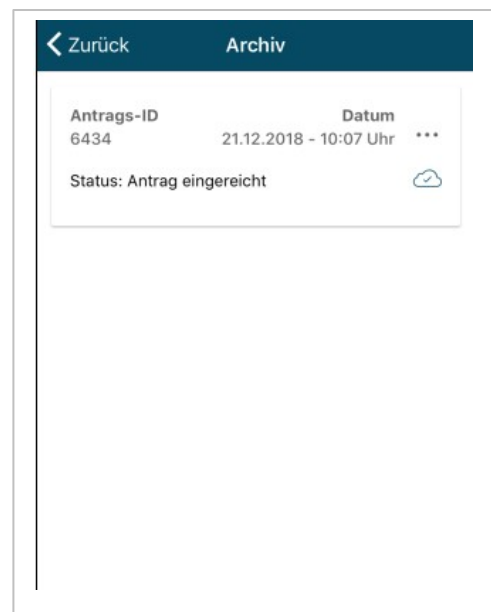 Zurück Archiv
Antrags-ID Datum
6434 21.12.2018 - 10:07 Uhr
Status: Antrag eingereicht